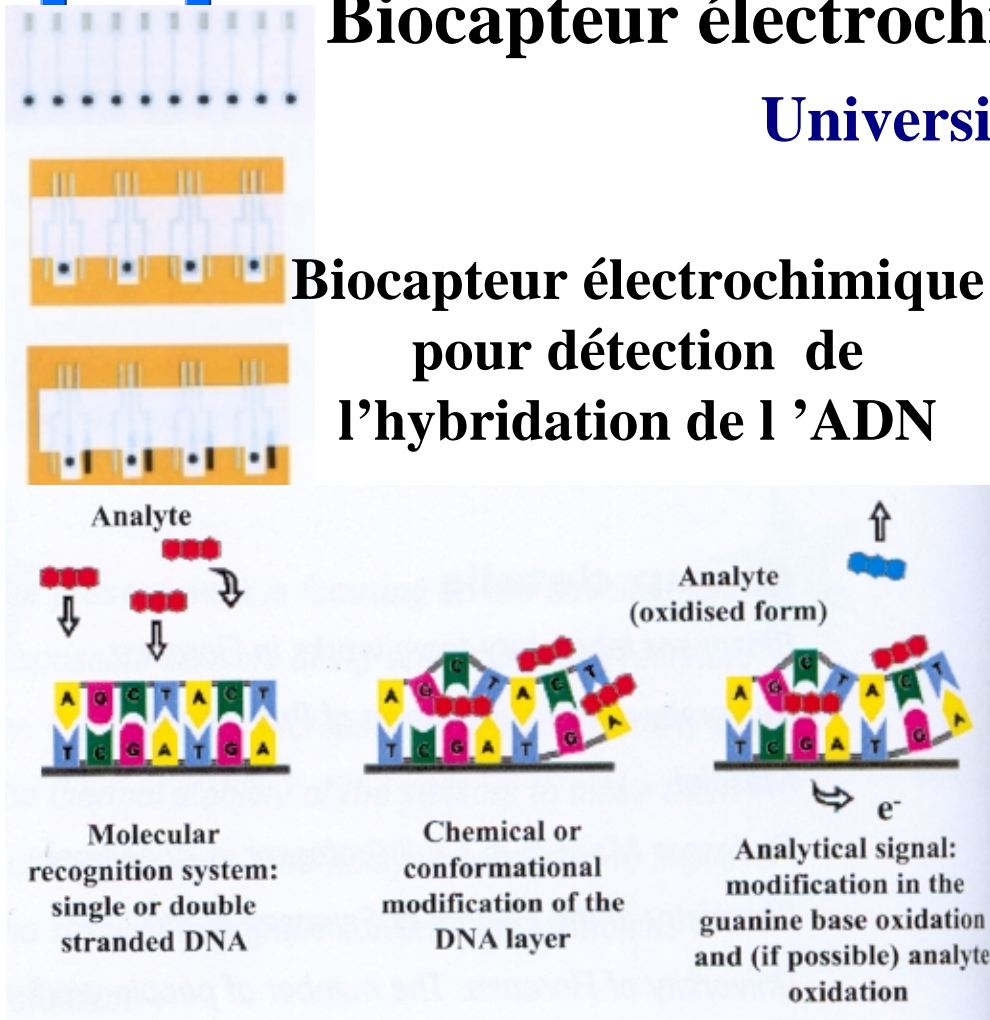 Biocapteur électrochi
Universi
Biocapteur électrochimique
pour détection de
l’hybridation de l ’ADN
Analyte
Analyte
(oxidised form)
A G C T A C T
T C G A T G A
A G C T A C T
T C G A T G A
A G C T A C T
T C G A T G A
e-
Molecular
recognition system:
single or double
stranded DNA
Chemical or
conformational
modification of the
DNA layer
Analytical signal:
modification in the
guanine base oxidation
and (if possible) analyte
oxidation